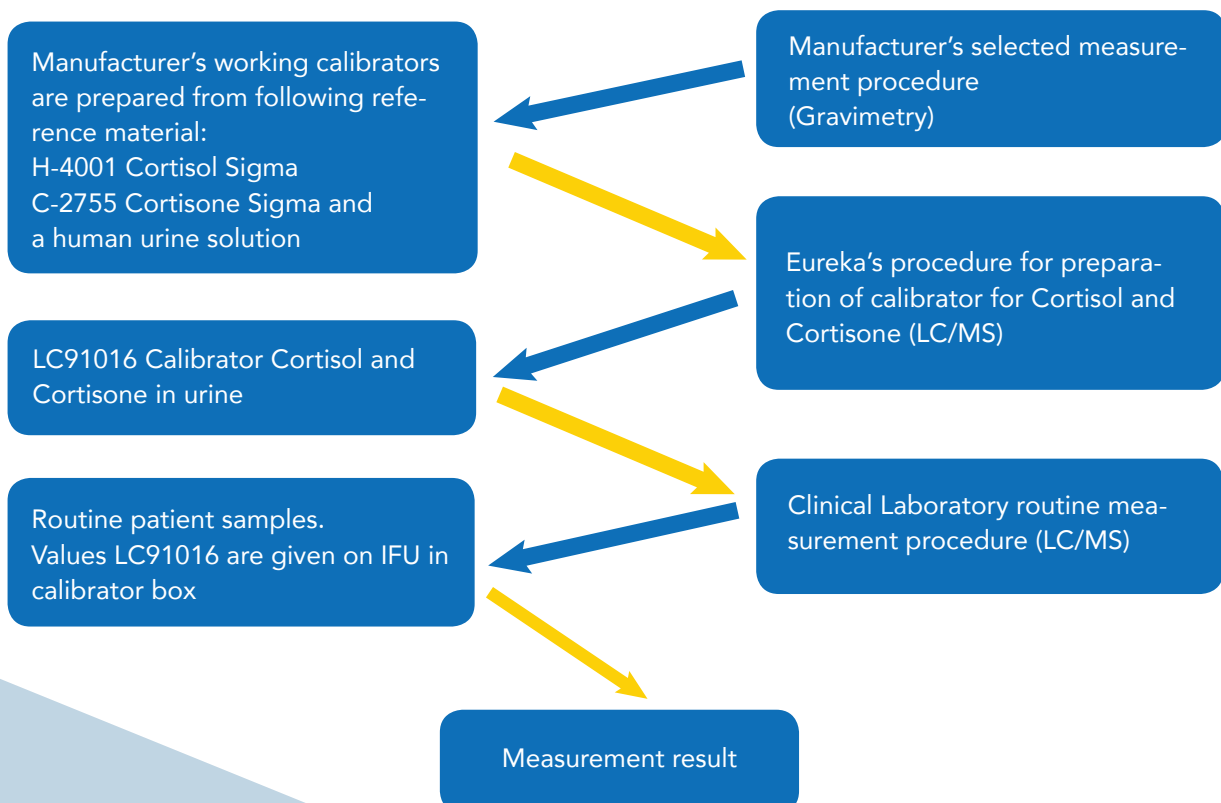 Manufacturer's selected measure-
ment procedure
(Gravimetry)
Manufacturer's working calibrators
are prepared from following refe-
rence material:
H-4001 Cortisol Sigma
C-2755 Cortisone Sigma and
a human urine solution
Eureka's procedure for prepara-
tion of calibrator for Cortisol and
Cortisone (LC/MS)
LC91016 Calibrator Cortisol and
Cortisone in urine
Clinical Laboratory routine mea-
surement procedure (LC/MS)
Routine patient samples.
Values LC91016 are given on IFU in
calibrator box
Measurement result